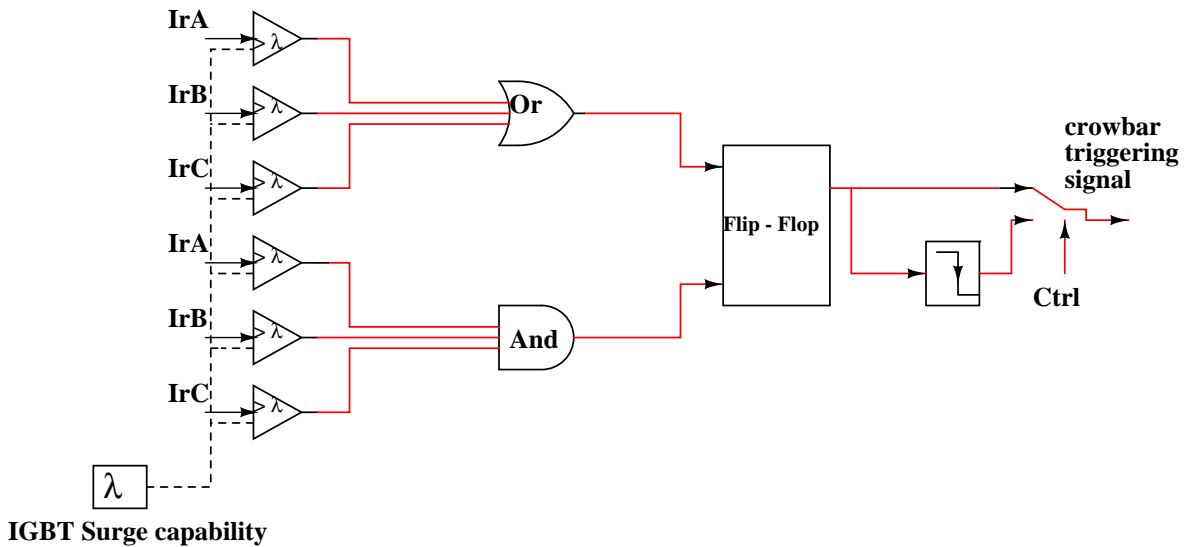 IrA
> λ
IrB
> λ
Or
IrC
> λ
crowbar
triggering
signal
Flip - Flop
IrA
> λ
IrB
> λ
And
Ctrl
IrC
> λ
λ
IGBT Surge capability